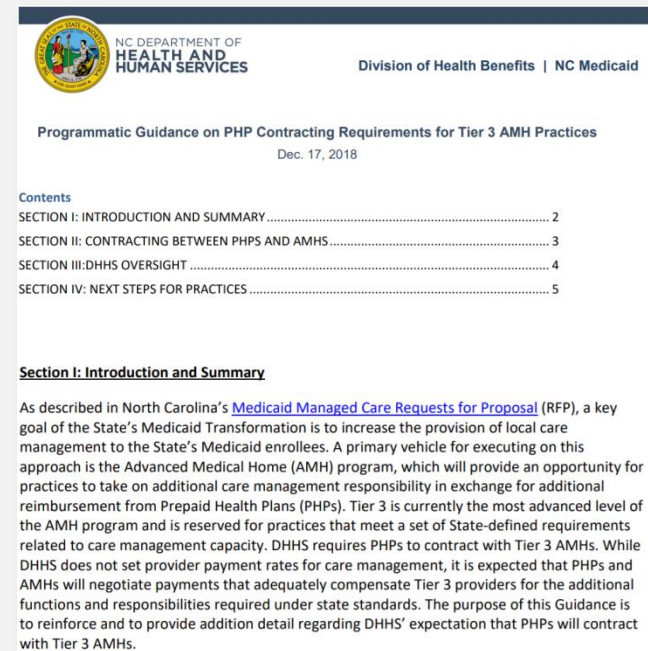 NC DEPARTMENT OF
HEALTH AND
HUMAN SERVICES
Division of Health Benefits | NC Medicaid
Programmatic Guidance on PHP Contracting Requirements for Tier 3 AMH Practices
Dec. 17, 2018
Contents
SECTION I: INTRODUCTION AND SUMMARY.......................................................................... 2
SECTION II: CONTRACTING BETWEEN PHPS AND AMHS......................................................... 3
SECTION III:DHHS OVERSIGHT ............................................................................................. 4
SECTION IV: NEXT STEPS FOR PRACTICES .............................................................................. 5
Section I: Introduction and Summary
As described in North Carolina's Medicaid Managed Care Requests for Proposal (RFP), a key
goal of the State's Medicaid Transformation is to increase the provision of local care
management to the State's Medicaid enrollees. A primary vehicle for executing on this
approach is the Advanced Medical Home (AMH) program, which will provide an opportunity for
practices to take on additional care management responsibility in exchange for additional
reimbursement from Prepaid Health Plans (PHPs). Tier 3 is currently the most advanced level of
the AMH program and is reserved for practices that meet a set of State-defined requirements
related to care management capacity. DHHS requires PHPs to contract with Tier 3 AMHs. While
DHHS does not set provider payment rates for care management, it is expected that PHPs and
AMHs will negotiate payments that adequately compensate Tier 3 providers for the additional
functions and responsibilities required under state standards. The purpose of this Guidance is
to reinforce and to provide addition detail regarding DHHS' expectation that PHPs will contract
with Tier 3 AMHs.